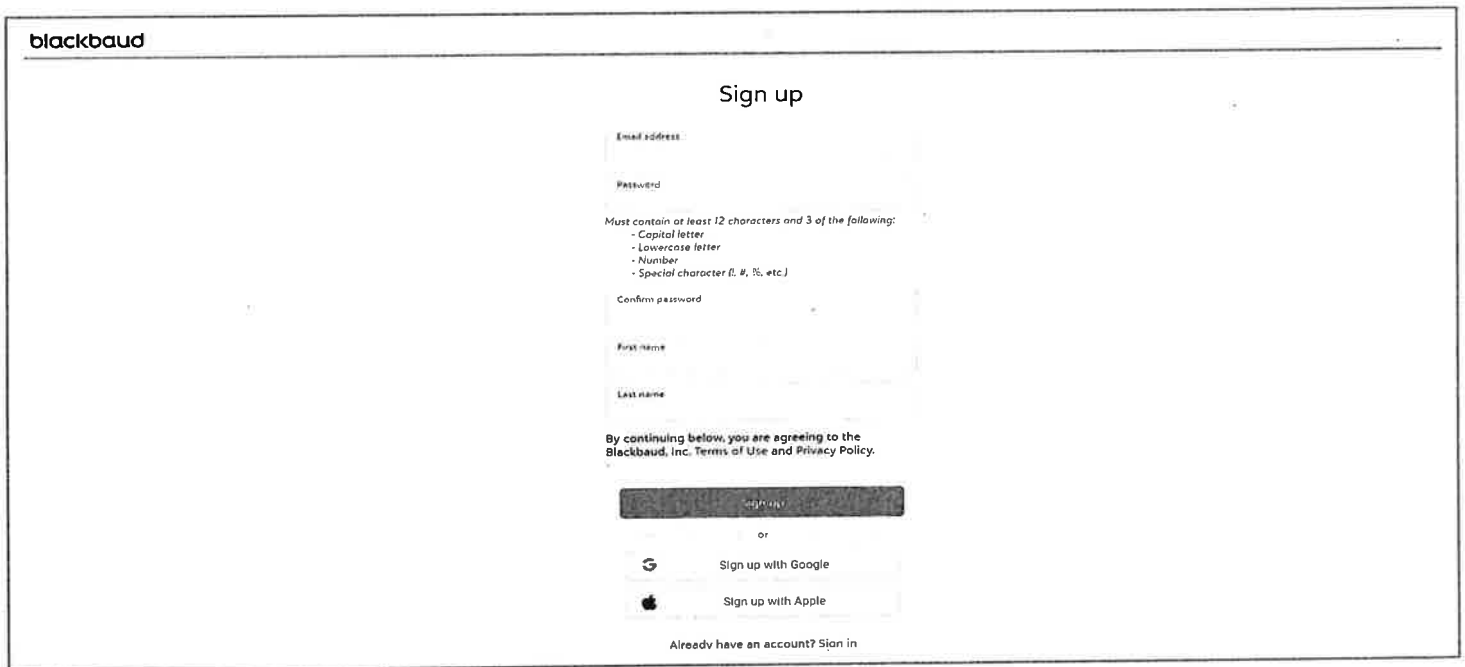 blackbaud
Sign up
Email address
Password
Must contain at least 12 characters and 3 of the following:
- Capital letter
- Lowercase letter
- Number
- Special character (!, #, %, etc.)
Confirm password
First name
Last name
By continuing below, you are agreeing to the
Blackbaud, Inc. Terms of Use and Privacy Policy.
Sign up
or
Sign up with Google
Sign up with Apple
Already have an account? Sign in